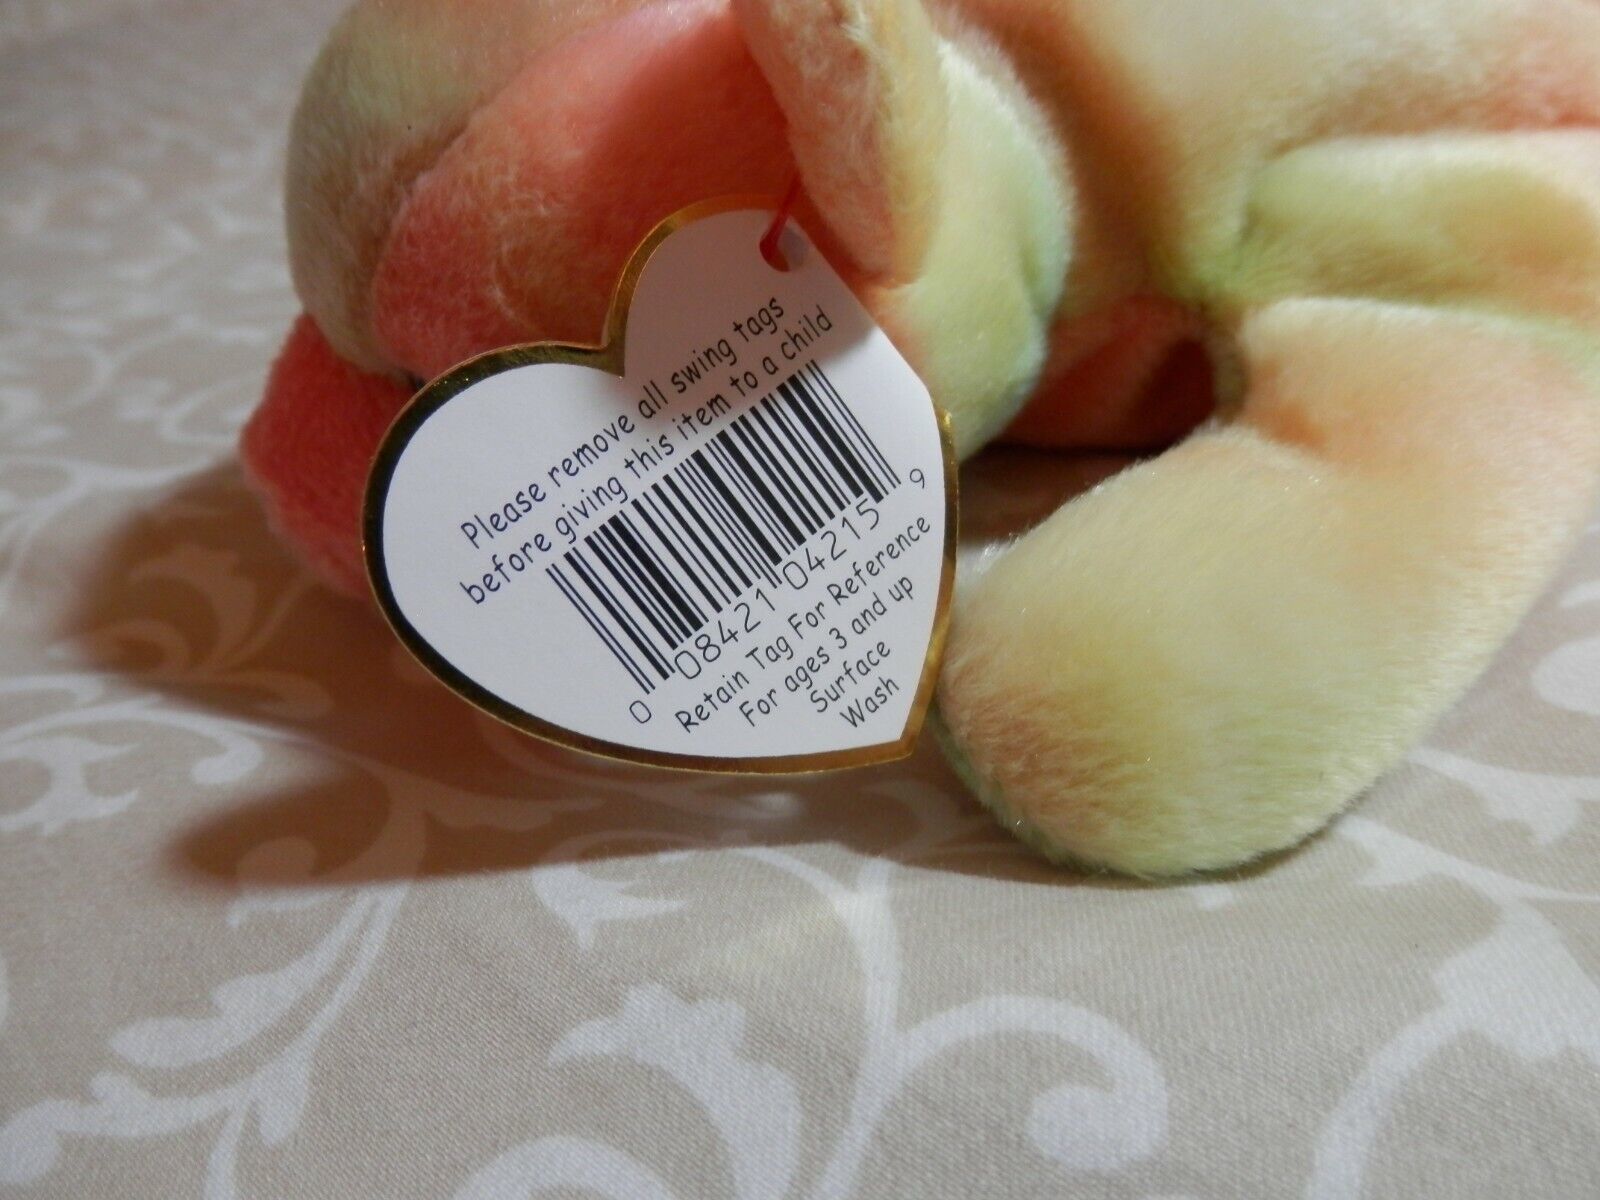 Please remove all swing tags
before giving this item to a child
0 08421 04215 9
Retain Tag For Reference
For ages 3 and up
Surface
Wash